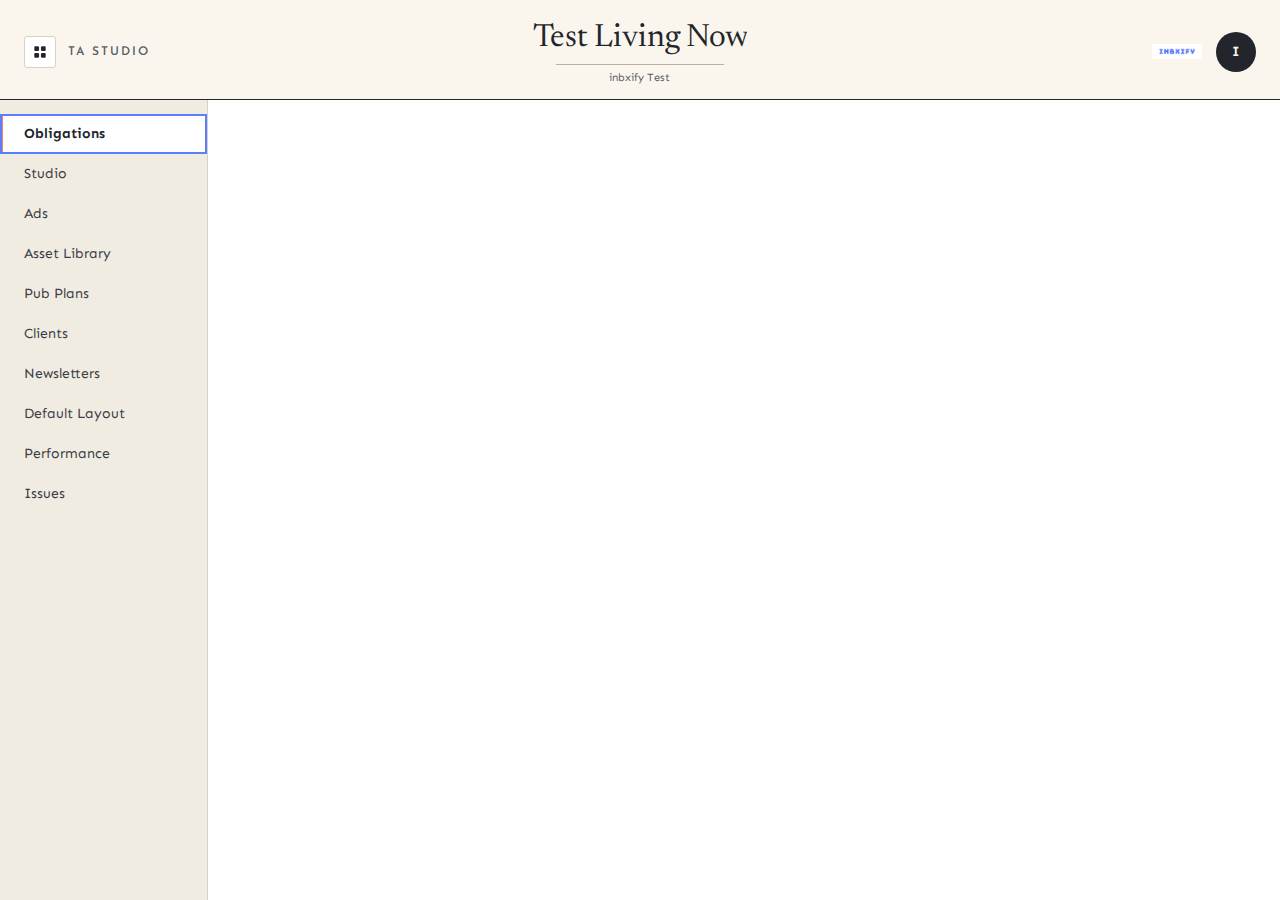 TA STUDIO
Test Living Now
inbxify Test
INBXIFY
I
Obligations
Studio
Ads
Asset Library
Pub Plans
Clients
Newsletters
Default Layout
Performance
Issues